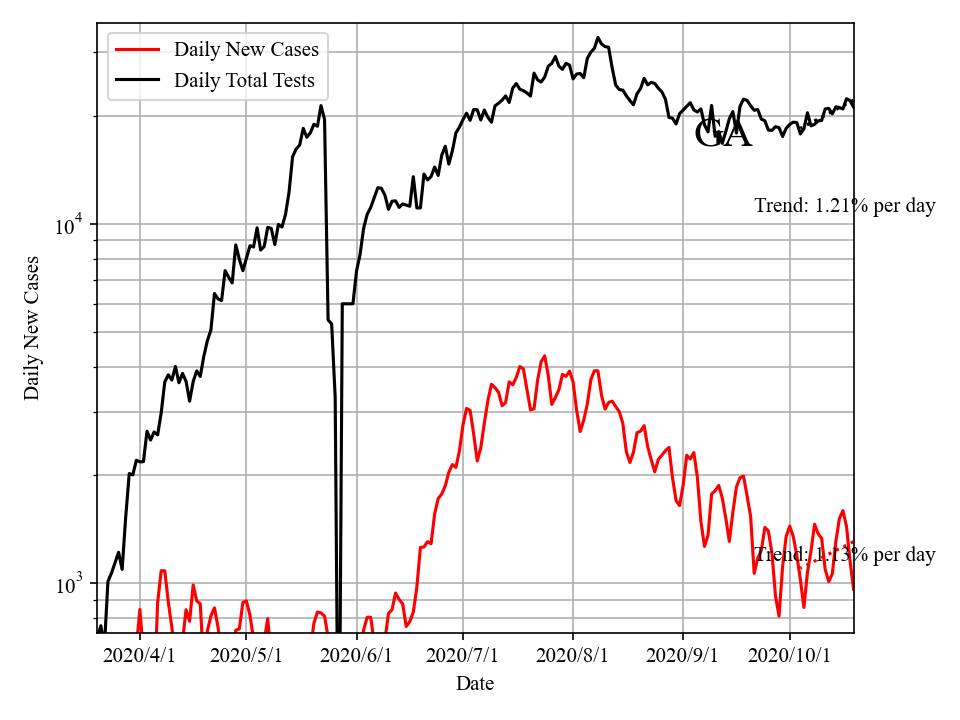 Daily New Cases
Daily Total Tests
GA
Trend: 1.21% per day
10^4
Daily New Cases
Trend: 1.13% per day
10^3
2020/4/1 2020/5/1 2020/6/1 2020/7/1 2020/8/1 2020/9/1 2020/10/1
Date